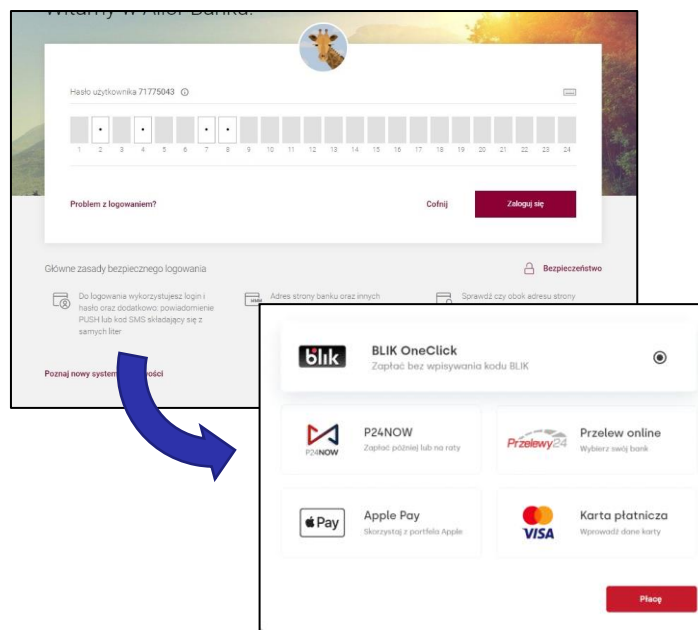 Witamy w Alior Banku!
Hasło użytkownika 71775043
1 2 3 4 5 6 7 8 9 10 11 12 13 14 15 16 17 18 19 20 21 22 23 24
Problem z logowaniem?
Cofnij
Zaloguj się
Główne zasady bezpiecznego logowania
Bezpieczeństwo
Do logowania wykorzystujesz login i
hasło oraz dodatkowo: powiadomienie
PUSH lub kod SMS składający się z
samych liter
Adres strony banku oraz innych
Sprawdź czy obok adresu strony
Poznaj nowy system
blik
BLIK OneClick
Zapłać bez wpisywania kodu BLIK
P24NOW
P24NOW
Zapłać później lub na raty
Przelewy24
Przelew online
Wybierz swój bank
Pay
Apple Pay
Skorzystaj z portfela Apple
VISA
Karta płatnicza
Wprowadź dane karty
Płacę